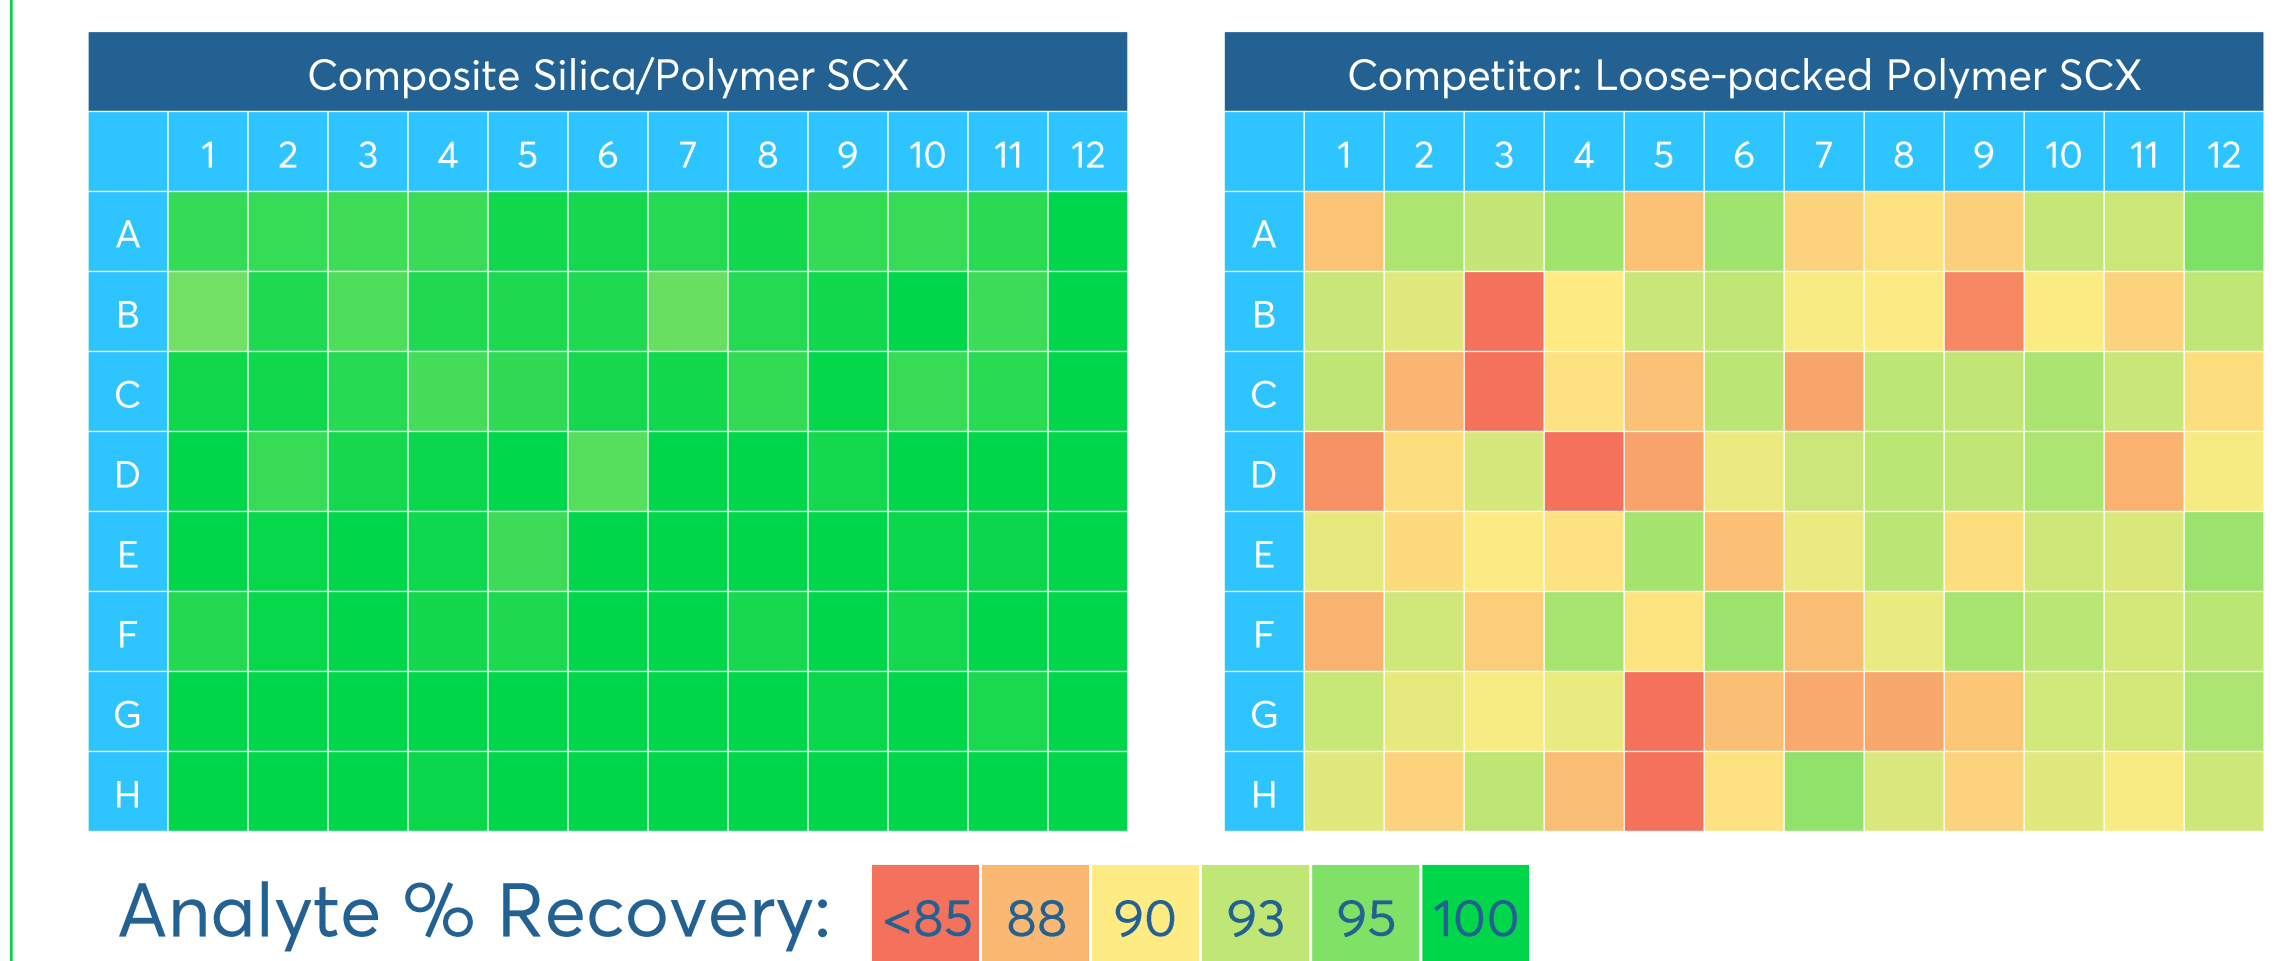 Composite Silica/Polymer SCX
1 2 3 4 5 6 7 8 9 10 11 12
A
B
C
D
E
F
G
H
Competitor: Loose-packed Polymer SCX
1 2 3 4 5 6 7 8 9 10 11 12
A
B
C
D
E
F
G
H
Analyte % Recovery: <85 88 90 93 95 100